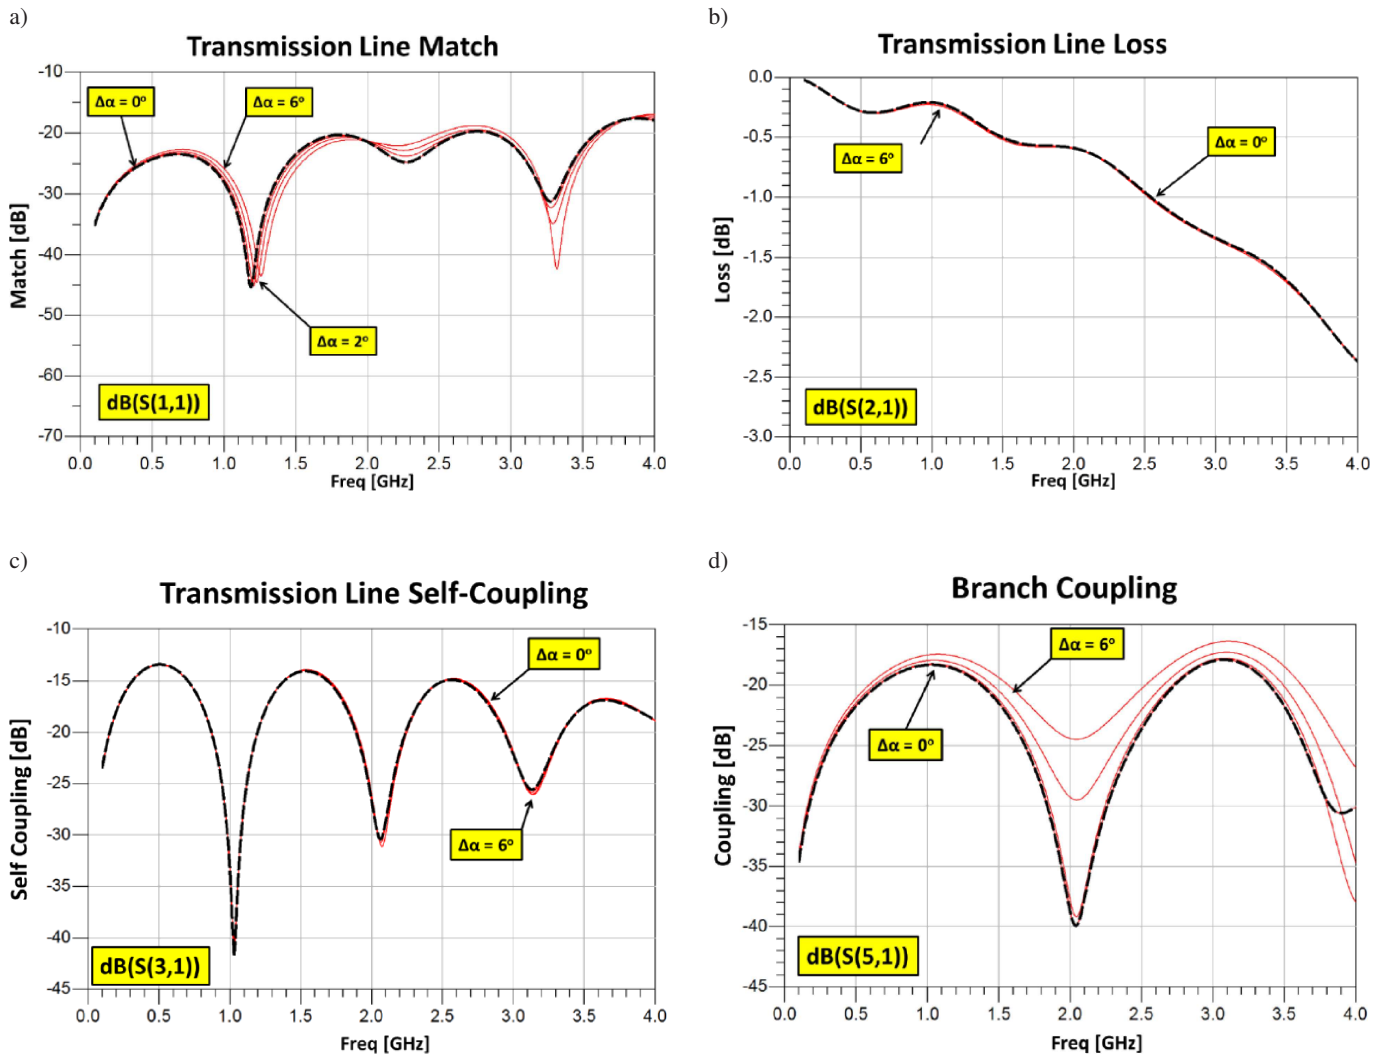 a)
Transmission Line Match
-10
-20
-30
-40
-50
-60
-70
Match [dB]
Δα = 0°
Δα = 6°
Δα = 2°
dB(S(1,1))
0.0 0.5 1.0 1.5 2.0 2.5 3.0 3.5 4.0
Freq [GHz]
b)
Transmission Line Loss
0.0
-0.5
-1.0
-1.5
-2.0
-2.5
-3.0
Loss [dB]
Δα = 6°
Δα = 0°
dB(S(2,1))
0.0 0.5 1.0 1.5 2.0 2.5 3.0 3.5 4.0
Freq [GHz]
c)
Transmission Line Self-Coupling
-10
-15
-20
-25
-30
-35
-40
-45
Self Coupling [dB]
Δα = 0°
Δα = 6°
dB(S(3,1))
0.0 0.5 1.0 1.5 2.0 2.5 3.0 3.5 4.0
Freq [GHz]
d)
Branch Coupling
-15
-20
-25
-30
-35
-40
-45
Coupling [dB]
Δα = 6°
Δα = 0°
dB(S(5,1))
0.0 0.5 1.0 1.5 2.0 2.5 3.0 3.5 4.0
Freq [GHz]